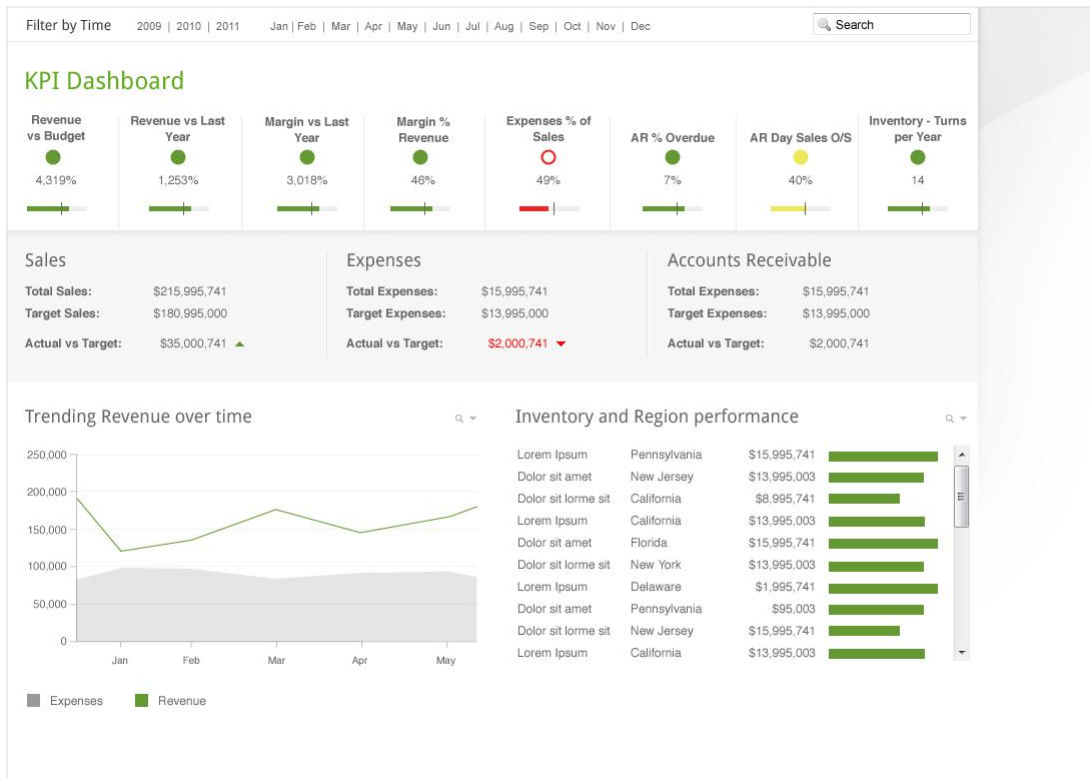 Filter by Time 2009 | 2010 | 2011 Jan | Feb | Mar | Apr | May | Jun | Jul | Aug | Sep | Oct | Nov | Dec Search
KPI Dashboard
Revenue vs Budget
4,319%
Revenue vs Last Year
1,253%
Margin vs Last Year
3,018%
Margin % Revenue
46%
Expenses % of Sales
49%
AR % Overdue
7%
AR Day Sales O/S
40%
Inventory - Turns per Year
14
Sales
Total Sales: $215,995,741
Target Sales: $180,995,000
Actual vs Target: $35,000,741
Expenses
Total Expenses: $15,995,741
Target Expenses: $13,995,000
Actual vs Target: $2,000,741
Accounts Receivable
Total Expenses: $15,995,741
Target Expenses: $13,995,000
Actual vs Target: $2,000,741
Trending Revenue over time
250,000
200,000
150,000
100,000
50,000
0
Jan Feb Mar Apr May
Expenses Revenue
Inventory and Region performance
Lorem Ipsum Pennsylvania $15,995,741
Dolor sit amet New Jersey $13,995,003
Dolor sit lorme sit California $8,995,741
Lorem Ipsum California $13,995,003
Dolor sit amet Florida $15,995,741
Dolor sit lorme sit New York $13,995,003
Lorem Ipsum Delaware $1,995,741
Dolor sit amet Pennsylvania $95,003
Dolor sit lorme sit New Jersey $15,995,741
Lorem Ipsum California $13,995,003